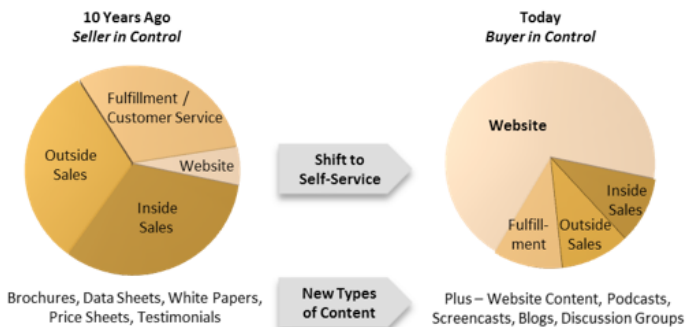 10 Years Ago
Seller in Control
Fulfillment /
Customer Service
Website
Outside
Sales
Inside
Sales
Brochures, Data Sheets, White Papers,
Price Sheets, Testimonials
Shift to
Self-Service
New Types
of Content
Today
Buyer in Control
Website
Inside
Sales
Outside
Sales
Fulfill-
ment
Plus – Website Content, Podcasts,
Screencasts, Blogs, Discussion Groups